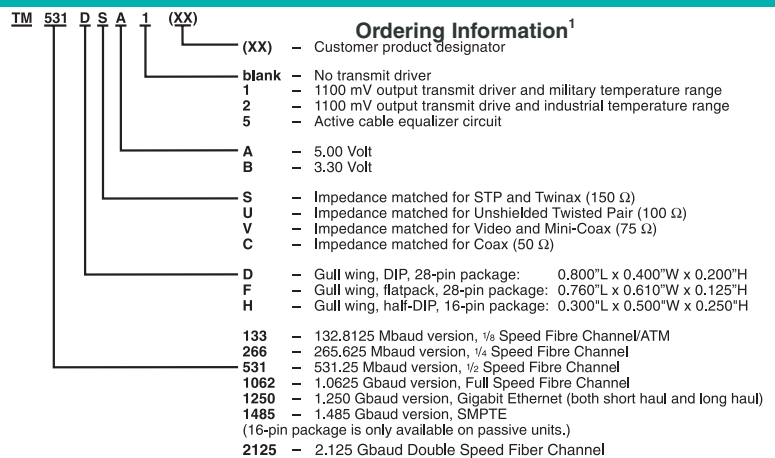 TM 531 D S A 1 (XX)
Ordering Information¹
(XX) – Customer product designator
blank – No transmit driver
1 – 1100 mV output transmit driver and military temperature range
2 – 1100 mV output transmit drive and industrial temperature range
5 – Active cable equalizer circuit
A – 5.00 Volt
B – 3.30 Volt
S – Impedance matched for STP and Twinax (150 Ω)
U – Impedance matched for Unshielded Twisted Pair (100 Ω)
V – Impedance matched for Video and Mini-Coax (75 Ω)
C – Impedance matched for Coax (50 Ω)
D – Gull wing, DIP, 28-pin package: 0.800”L x 0.400”W x 0.200”H
F – Gull wing, flatpack, 28-pin package: 0.760”L x 0.610”W x 0.125”H
H – Gull wing, half-DIP, 16-pin package: 0.300"L x 0.500"W x 0.250"H
133 – 132.8125 Mbaud version, 1/8 Speed Fibre Channel/ATM
266 – 265.625 Mbaud version, 1/4 Speed Fibre Channel
531 – 531.25 Mbaud version, 1/2 Speed Fibre Channel
1062 – 1.0625 Gbaud version, Full Speed Fibre Channel
1250 – 1.250 Gbaud version, Gigabit Ethernet (both short haul and long haul)
1485 – 1.485 Gbaud version, SMPTE
(16-pin package is only available on passive units.)
2125 – 2.125 Gbaud Double Speed Fiber Channel